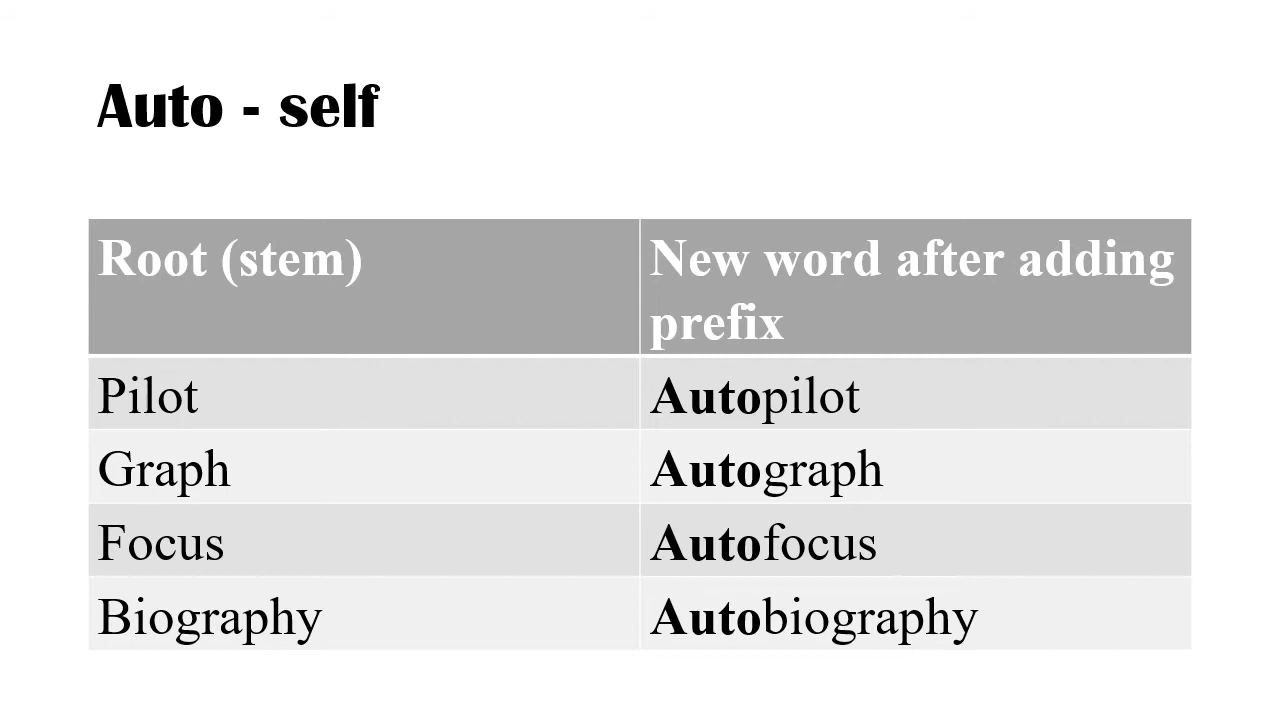 Auto - self
Root (stem)
New word after adding
prefix
Pilot
Autopilot
Graph
Autograph
Focus
Autofocus
Biography
Autobiography